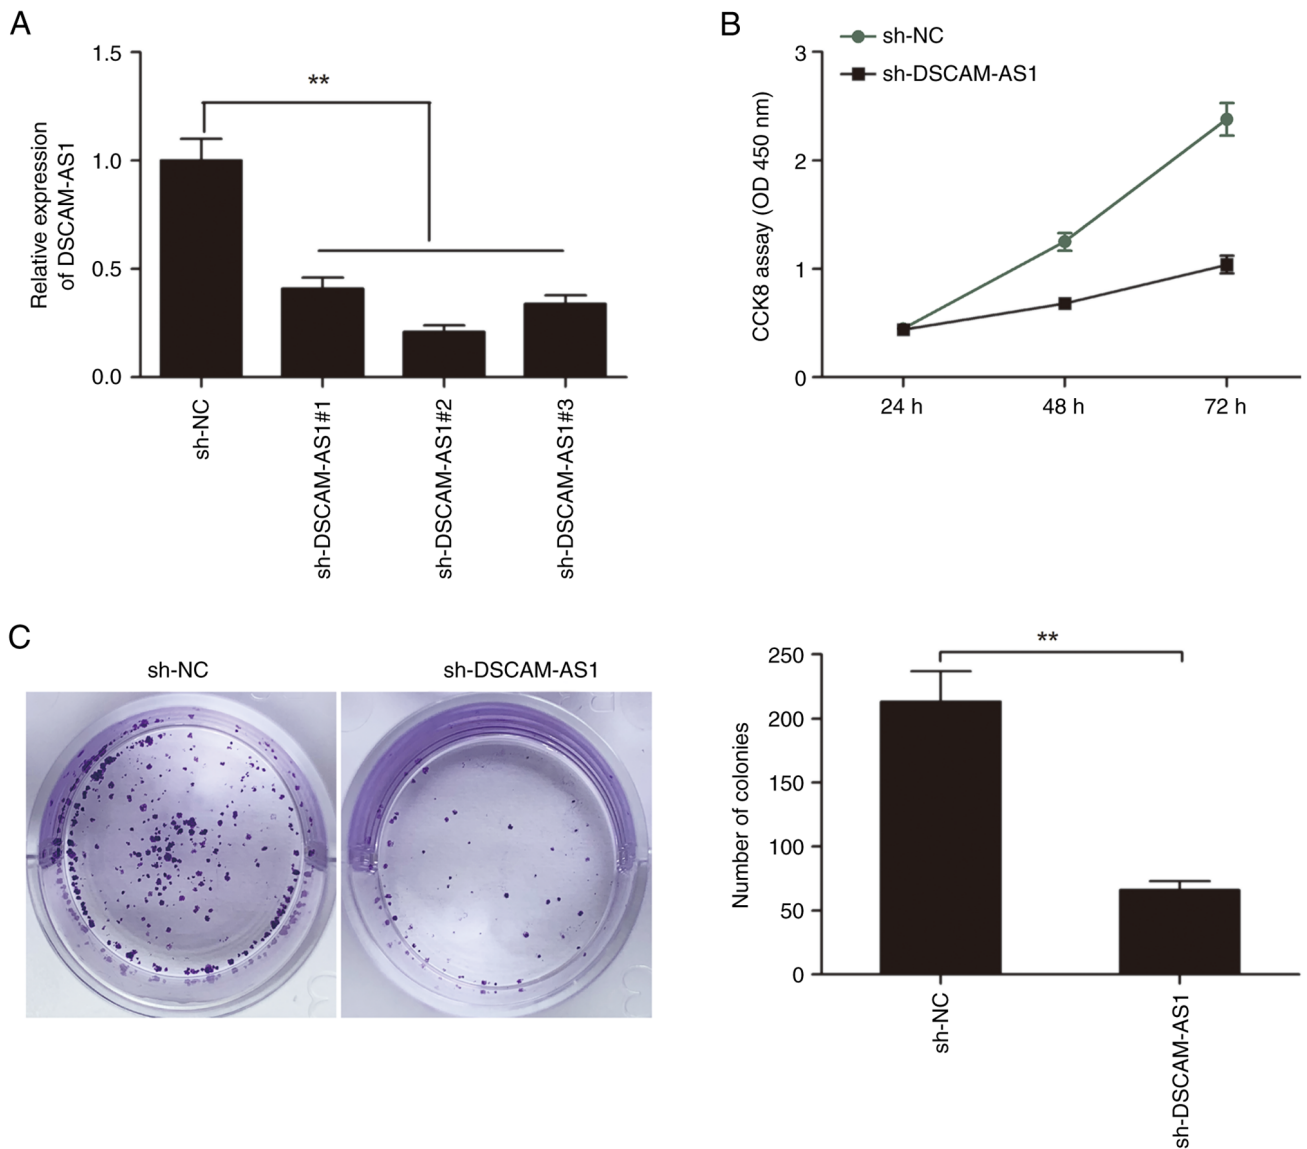 A
1.5
1.0
0.5
0.0
Relative expression
of DSCAM-AS1
**
sh-NC
sh-DSCAM-AS1#1
sh-DSCAM-AS1#2
sh-DSCAM-AS1#3
B
sh-NC
sh-DSCAM-AS1
3
2
1
0
CCK8 assay (OD 450 nm)
24 h
48 h
72 h
C
sh-NC
sh-DSCAM-AS1
250
200
150
100
50
0
Number of colonies
**
sh-NC
sh-DSCAM-AS1